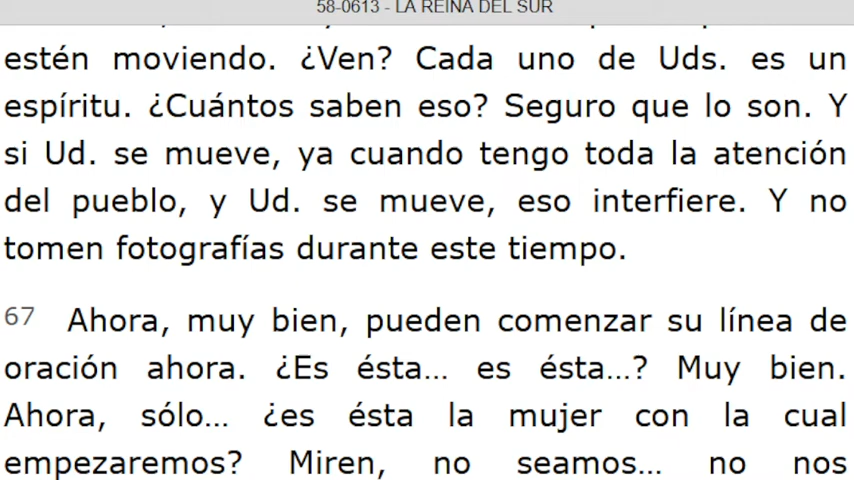 58-0613 - LA REINA DEL SUR
estén moviendo. ¿Ven? Cada uno de Uds. es un
espíritu. ¿Cuántos saben eso? Seguro que lo son. Y
si Ud. se mueve, ya cuando tengo toda la atención
del pueblo, y Ud. se mueve, eso interfiere. Y no
tomen fotografías durante este tiempo.
67 Ahora, muy bien, pueden comenzar su línea de
oración ahora. ¿Es ésta… es ésta…? Muy bien.
Ahora, sólo… ¿es ésta la mujer con la cual
empezaremos? Miren, no seamos… no nos